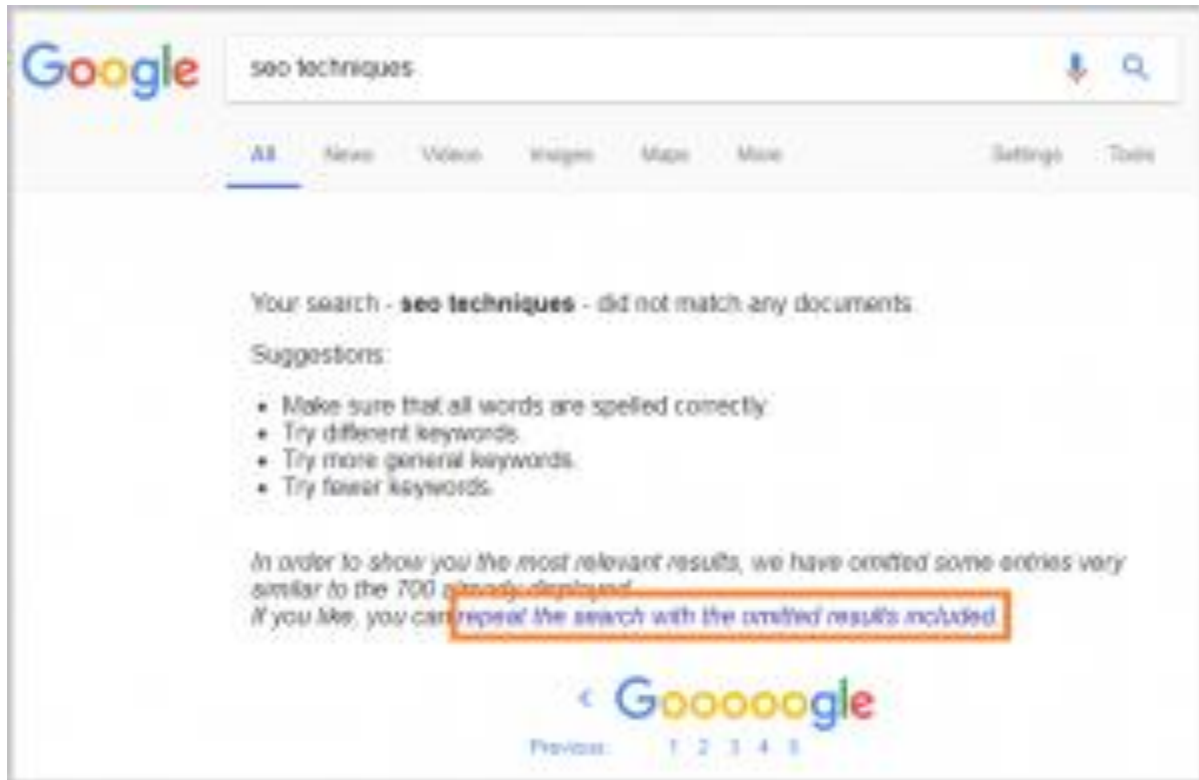 Google
seo techniques
All News Videos Images Maps More Settings Tools
Your search - seo techniques - did not match any documents.
Suggestions:
• Make sure that all words are spelled correctly.
• Try different keywords.
• Try more general keywords.
• Try fewer keywords.
In order to show you the most relevant results, we have omitted some entries very
similar to the 700 already displayed.
If you like, you can repeat the search with the omitted results included.
Gooooogle
Previous 1 2 3 4 5